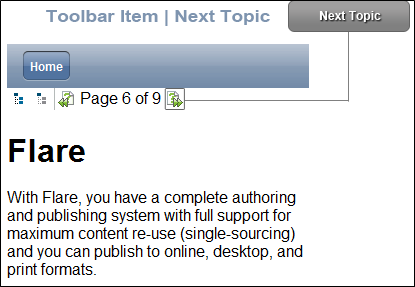 Toolbar Item | Next Topic
Next Topic
Home
Page 6 of 9
Flare
With Flare, you have a complete authoring
and publishing system with full support for
maximum content re-use (single-sourcing)
and you can publish to online, desktop, and
print formats.